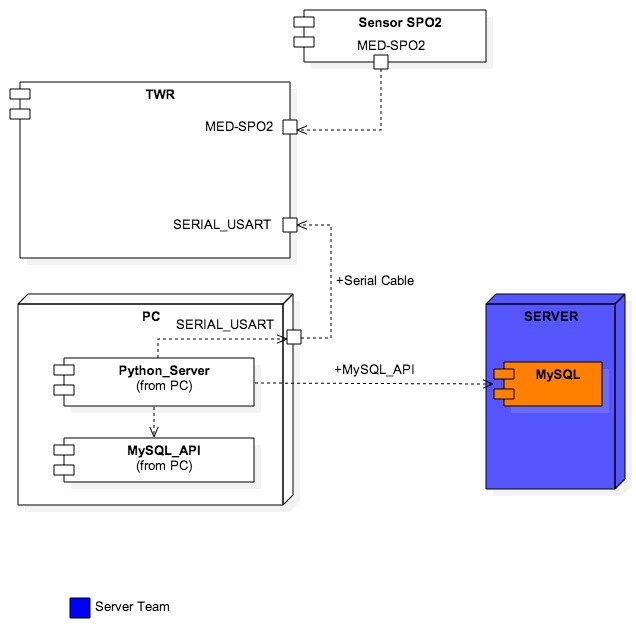 Sensor SPO2
MED-SPO2
TWR
MED-SPO2
SERIAL_USART
+Serial Cable
PC
SERIAL_USART
SERVER
Python_Server
(from PC)
+MySQL_API
MySQL
MySQL_API
(from PC)
Server Team